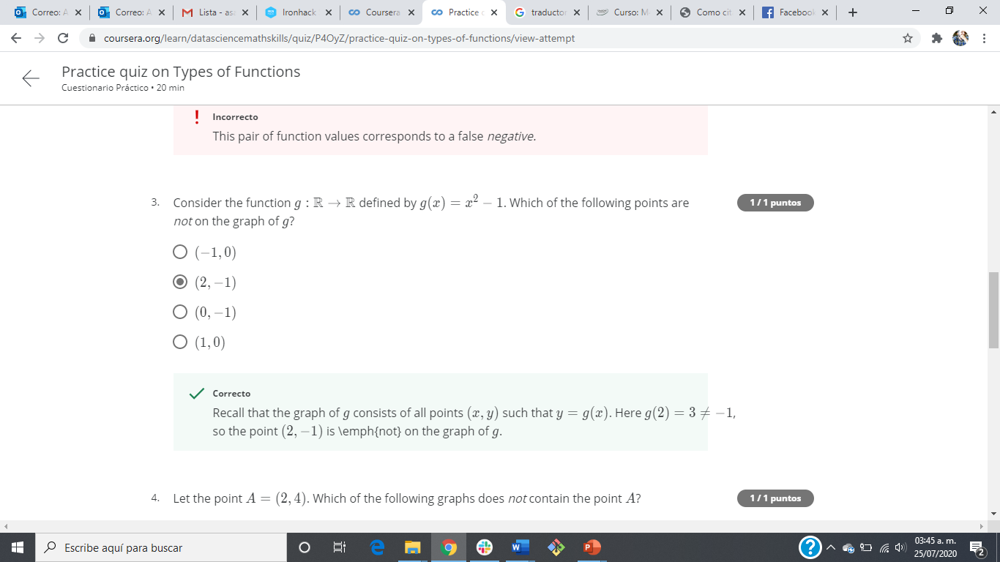 Correo: A
Correo: A
Lista - asa
Ironhack
Coursera
Practice c
traductor
Curso: M
Como cit
Facebook
coursera.org/learn/datasciencemathskills/quiz/P4OyZ/practice-quiz-on-types-of-functions/view-attempt
Practice quiz on Types of Functions
Cuestionario Práctico • 20 min
Incorrecto
This pair of function values corresponds to a false negative.
3. Consider the function g : ℝ → ℝ defined by g(x) = x² − 1. Which of the following points are 1 / 1 puntos
not on the graph of g?
(−1, 0)
(2, −1)
(0, −1)
(1, 0)
Correcto
Recall that the graph of g consists of all points (x, y) such that y = g(x). Here g(2) = 3 ≠ −1,
so the point (2, −1) is \emph{not} on the graph of g.
4. Let the point A = (2, 4). Which of the following graphs does not contain the point A? 1 / 1 puntos
Escribe aquí para buscar
03:45 a. m.
25/07/2020
2